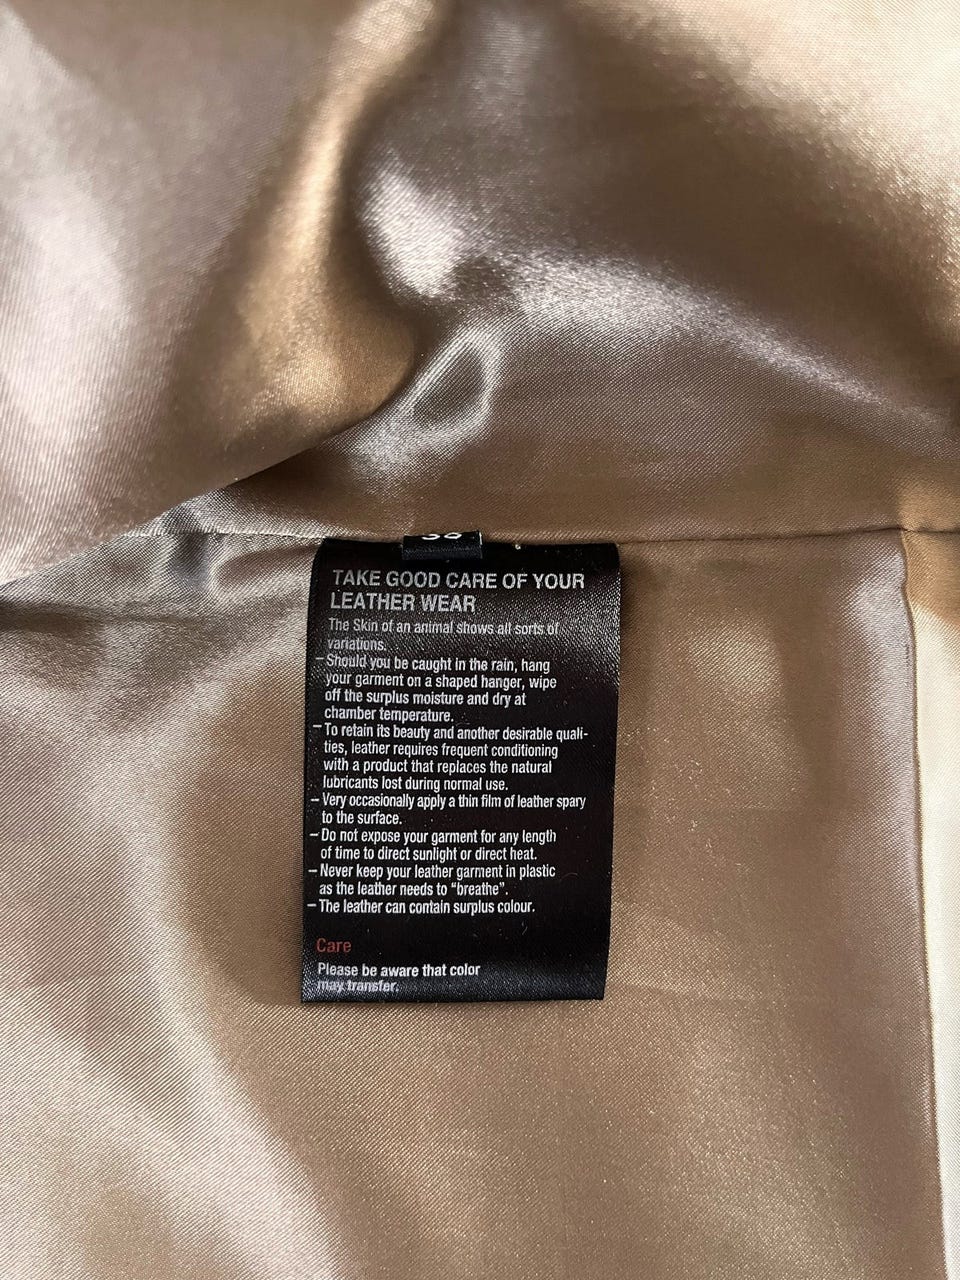 TAKE GOOD CARE OF YOUR
LEATHER WEAR
The Skin of an animal shows all sorts of
variations.
– Should you be caught in the rain, hang
your garment on a shaped hanger, wipe
off the surplus moisture and dry at
chamber temperature.
– To retain its beauty and another desirable quali-
ties, leather requires frequent conditioning
with a product that replaces the natural
lubricants lost during normal use.
– Very occasionally apply a thin film of leather spary
to the surface.
– Do not expose your garment for any length
of time to direct sunlight or direct heat.
– Never keep your leather garment in plastic
as the leather needs to “breathe”.
– The leather can contain surplus colour.
Care
Please be aware that color
may transfer.